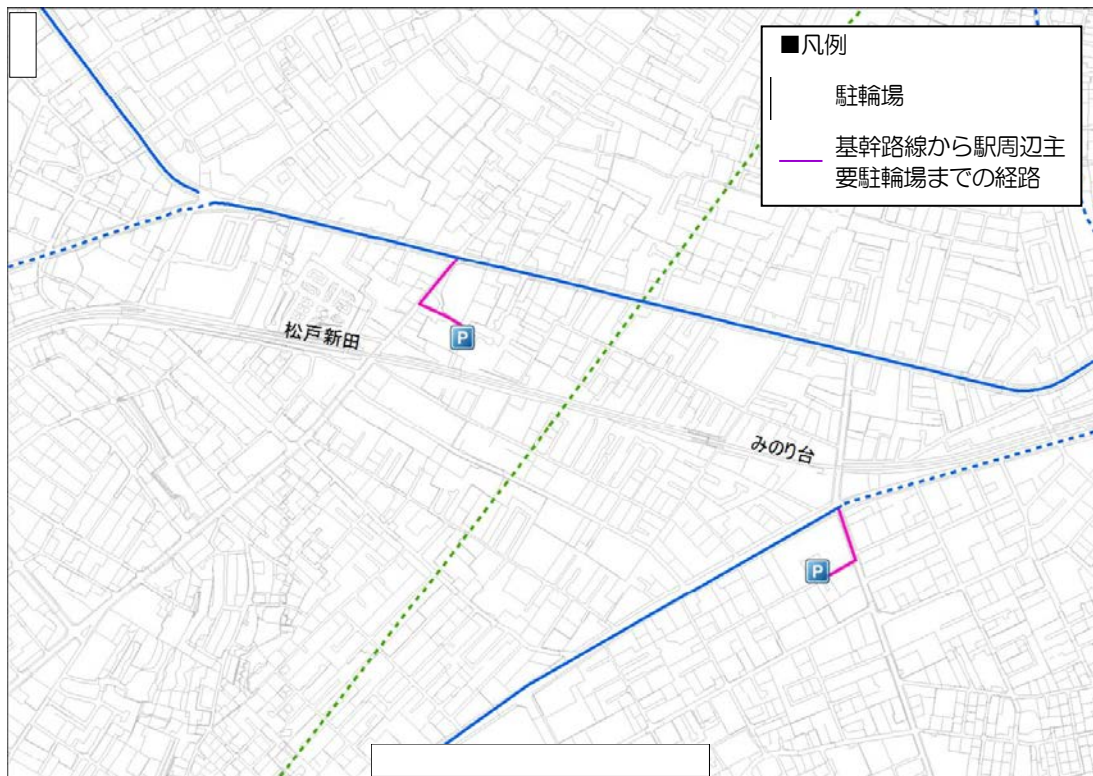 ■凡例
駐輪場
基幹路線から駅周辺主
要駐輪場までの経路
松戸新田
P
みのり台
P